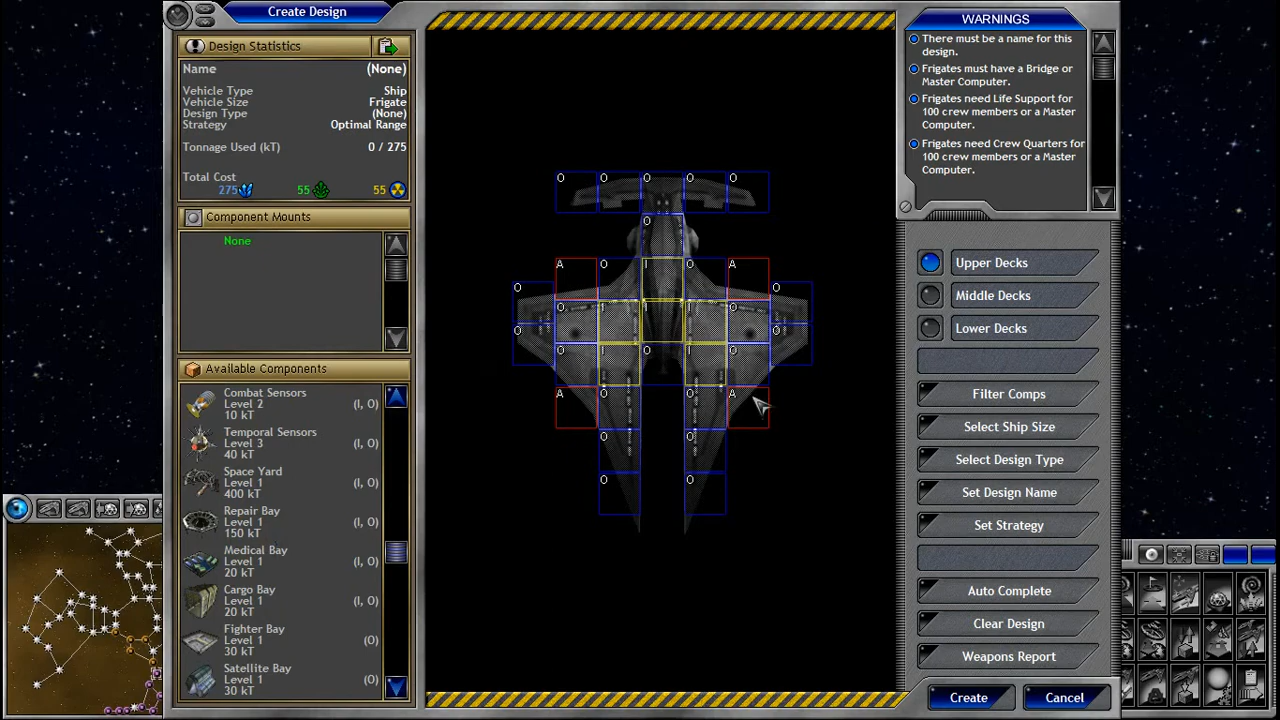 Create Design
Design Statistics
Name (None)
Vehicle Type Ship
Vehicle Size Frigate
Design Type (None)
Strategy Optimal Range
Tonnage Used (kT) 0 / 275
Total Cost
275 55 55
Component Mounts
None
Available Components
Combat Sensors
Level 2 (I, O)
10 kT
Temporal Sensors
Level 3 (I, O)
40 kT
Space Yard
Level 1 (I, O)
400 kT
Repair Bay
Level 1 (I, O)
150 kT
Medical Bay
Level 1 (I, O)
20 kT
Cargo Bay
Level 1 (I, O)
20 kT
Fighter Bay
Level 1 (O)
30 kT
Satellite Bay
Level 1 (O)
30 kT
O O O O O
O
A O I O A
O O
O I I I O
O O
O I O I O
A O O A
O O
O O
WARNINGS
There must be a name for this
design.
Frigates must have a Bridge or
Master Computer.
Frigates need Life Support for
100 crew members or a Master
Computer.
Frigates need Crew Quarters for
100 crew members or a Master
Computer.
Upper Decks
Middle Decks
Lower Decks
Filter Comps
Select Ship Size
Select Design Type
Set Design Name
Set Strategy
Auto Complete
Clear Design
Weapons Report
Create Cancel